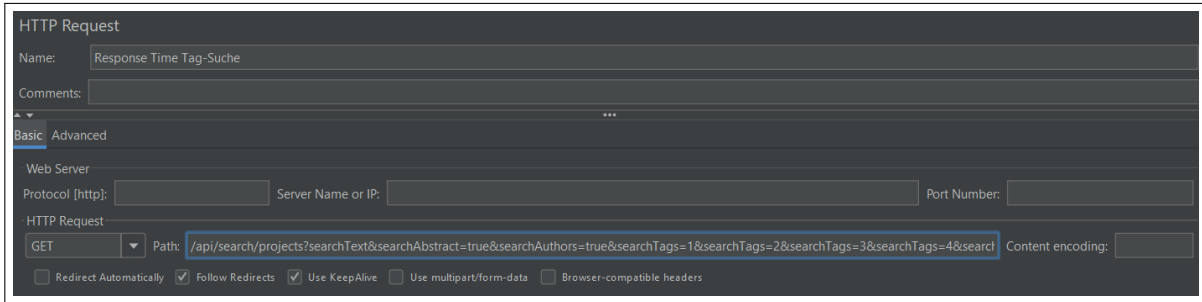 HTTP Request
Name: Response Time Tag-Suche
Comments:
Basic Advanced
Web Server
Protocol [http]: Server Name or IP: Port Number:
HTTP Request
GET Path: /api/search/projects?searchText&searchAbstract=true&searchAuthors=true&searchTags=1&searchTags=2&searchTags=3&searchTags=4&search Content encoding:
Redirect Automatically Follow Redirects Use KeepAlive Use multipart/form-data Browser-compatible headers